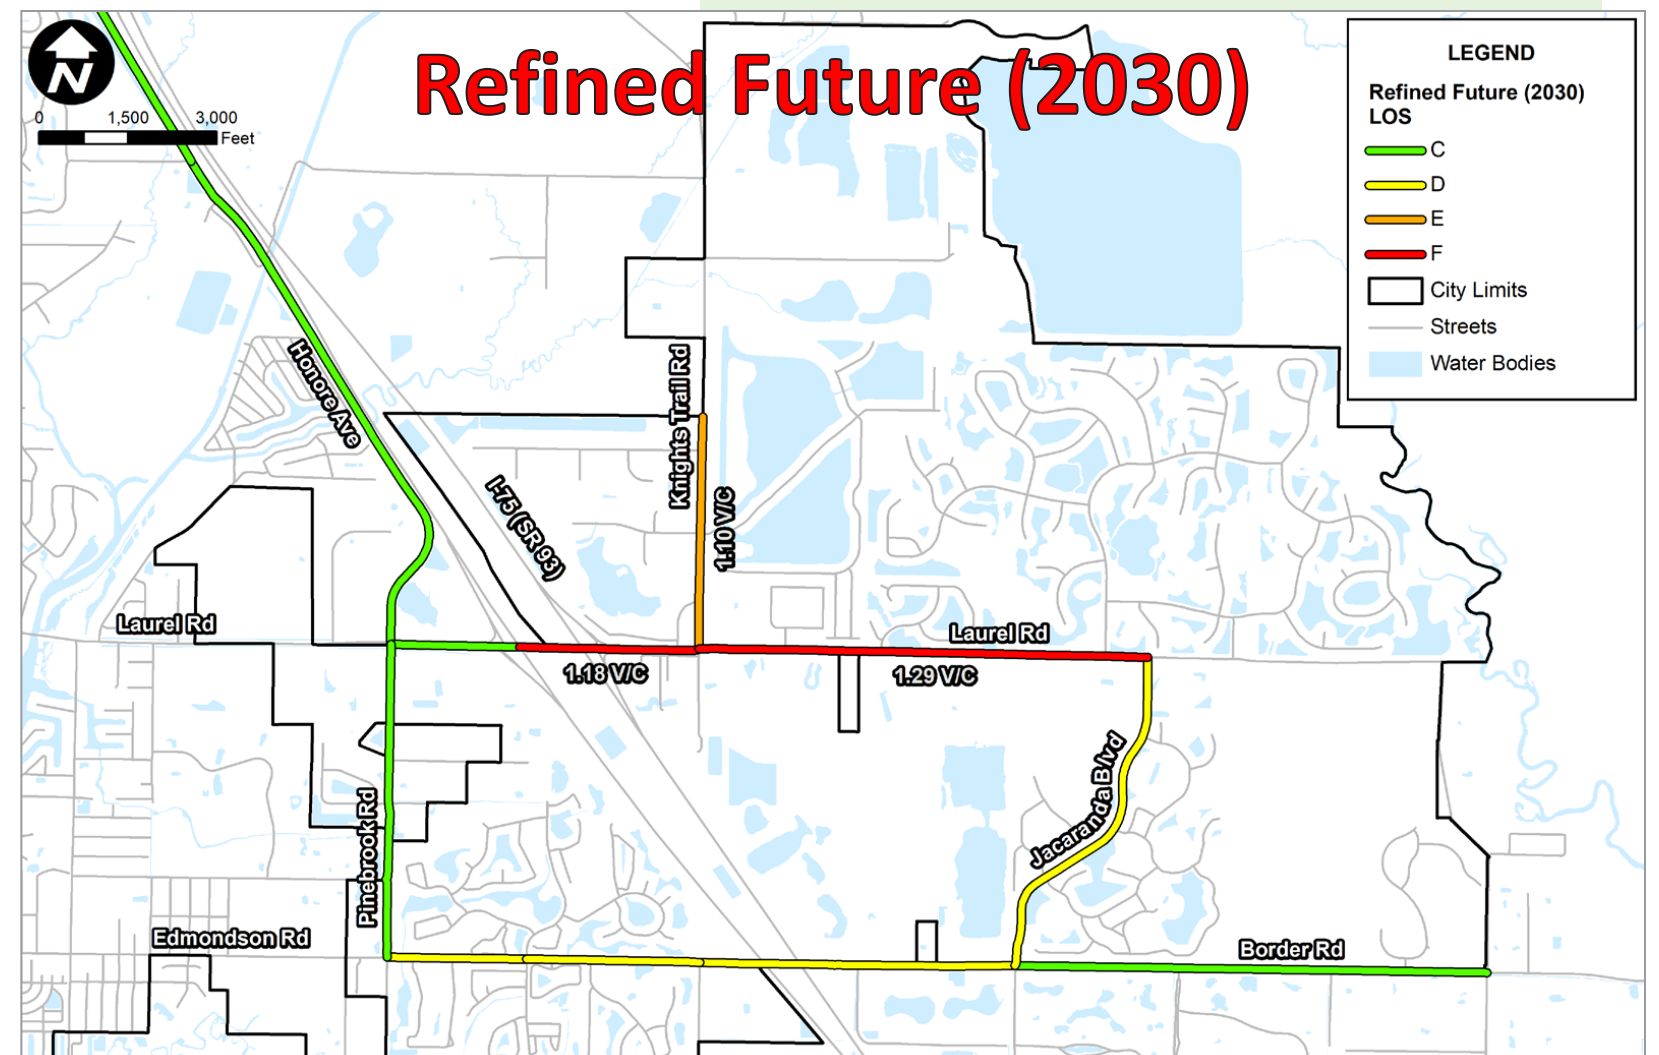 N
Refined Future (2030)
0 1,500 3,000
Feet
LEGEND
Refined Future (2030)
LOS
C
D
E
F
City Limits
Streets
Water Bodies
Honore Ave
Knights Trail Rd
I-75 (SR 93)
1.10 V/C
Laurel Rd
Laurel Rd
1.18 V/C
1.29 V/C
Jacaranda Blvd
Pinebrook Rd
Edmondson Rd
Border Rd